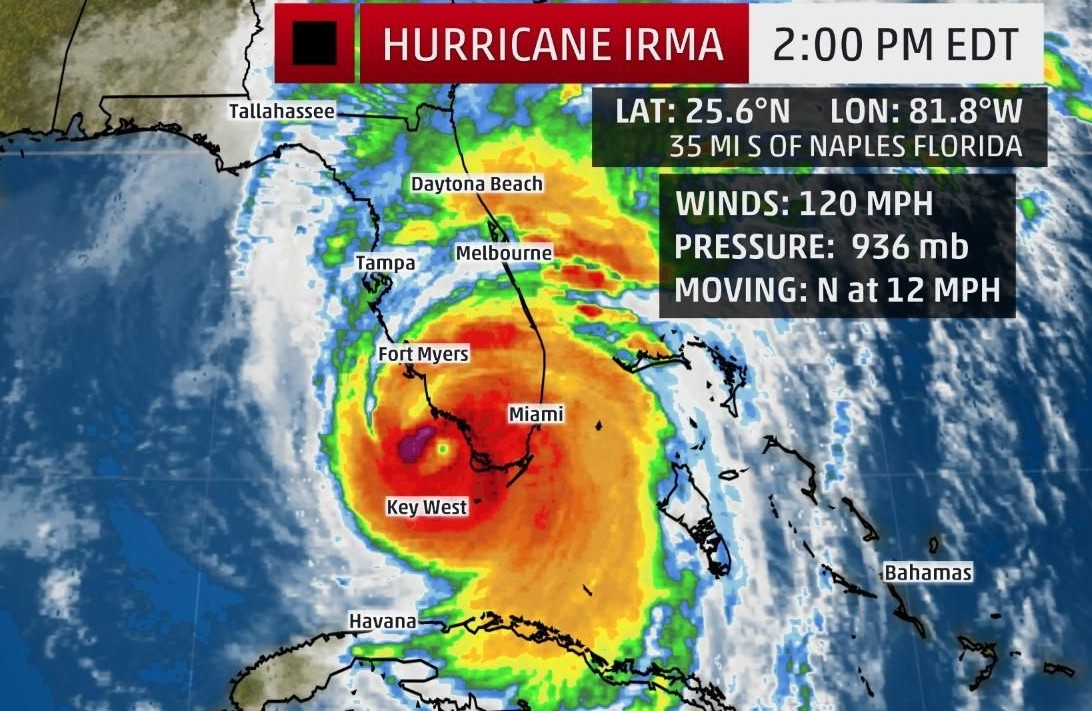 HURRICANE IRMA
2:00 PM EDT
LAT: 25.6°N LON: 81.8°W
35 MI S OF NAPLES FLORIDA
WINDS: 120 MPH
PRESSURE: 936 mb
MOVING: N at 12 MPH
Tallahassee
Daytona Beach
Melbourne
Tampa
Fort Myers
Miami
Key West
Bahamas
Havana